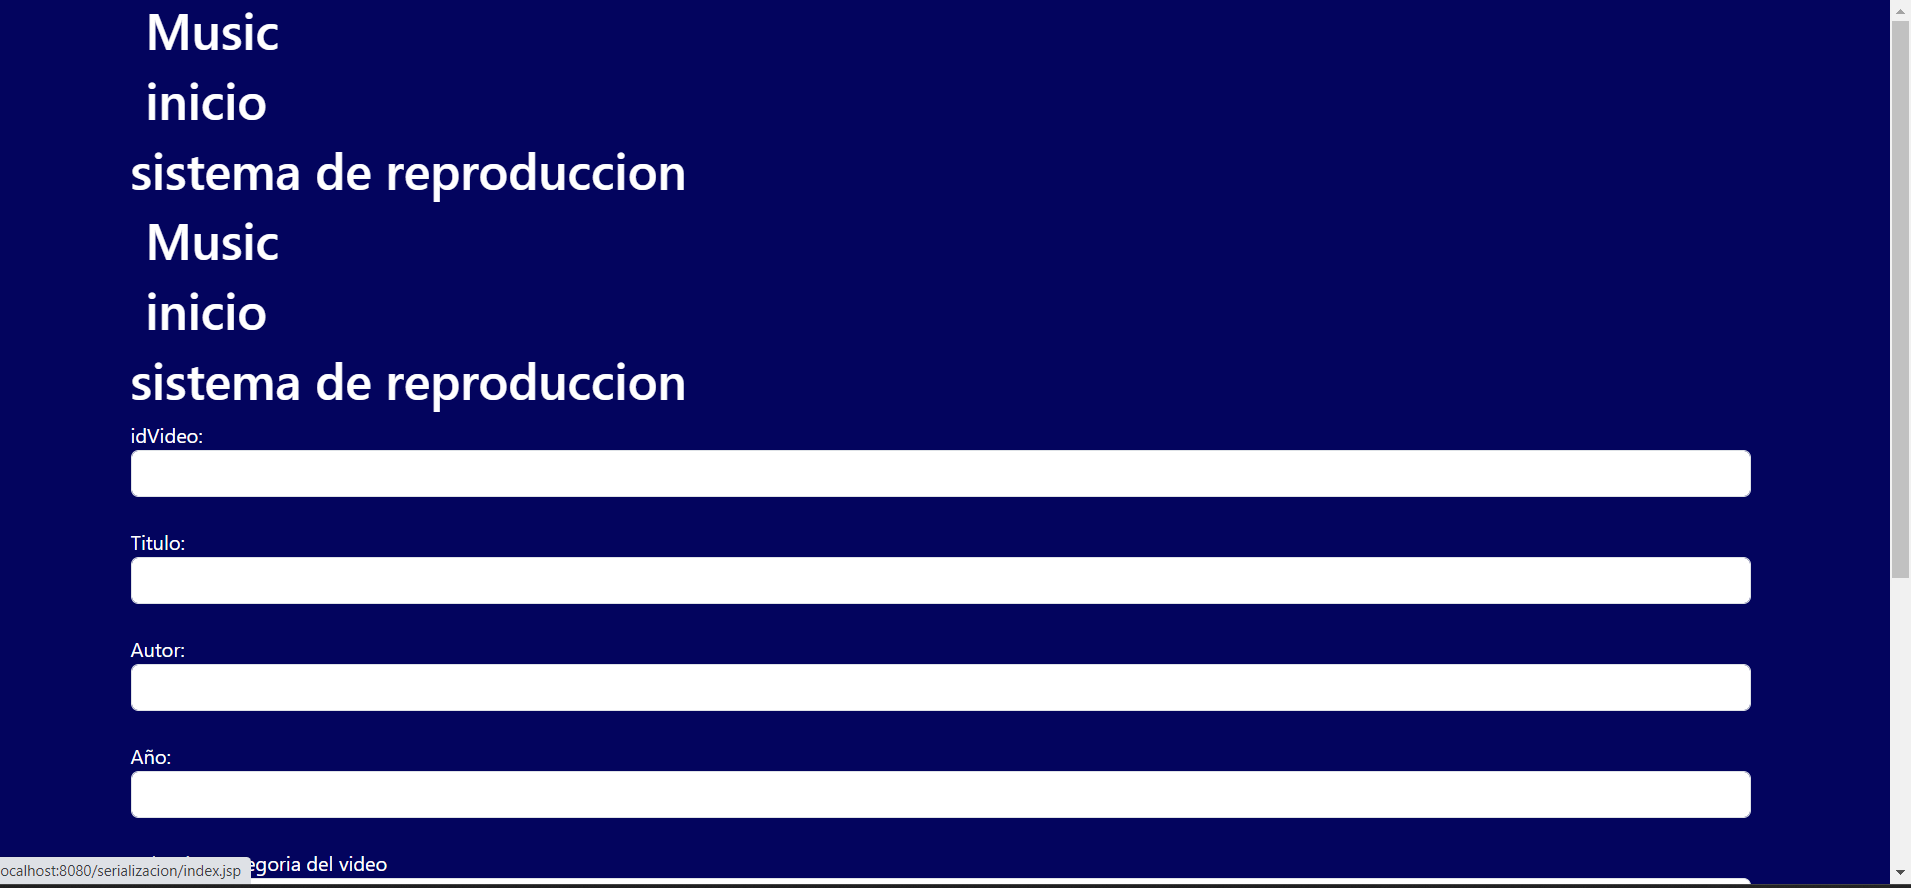 Music
inicio
sistema de reproduccion
Music
inicio
sistema de reproduccion
idVideo:
Titulo:
Autor:
Año:
egoria del video
ocalhost:8080/serializacion/index.jsp